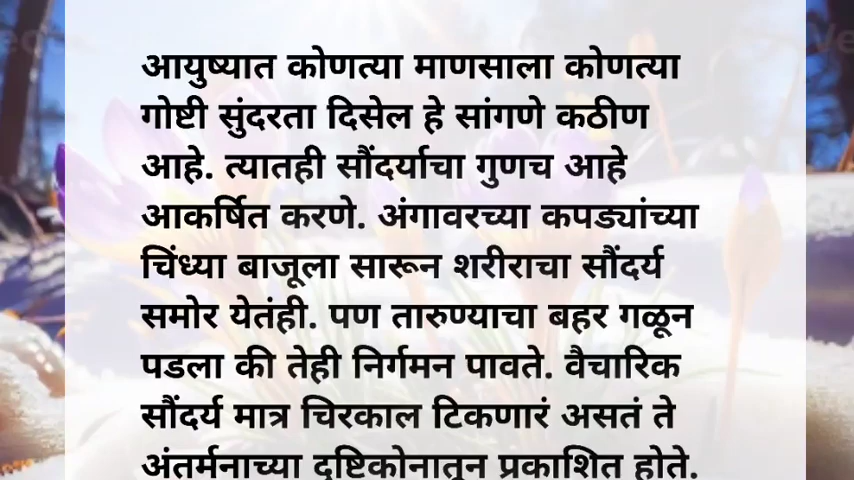 आयुष्यात कोणत्या माणसाला कोणत्या
गोष्टी सुंदरता दिसेल हे सांगणे कठीण
आहे. त्यातही सौंदर्याचा गुणच आहे
आकर्षित करणे. अंगावरच्या कपड्यांच्या
चिंध्या बाजूला सारून शरीराचा सौंदर्य
समोर येतंही. पण तारुण्याचा बहर गळून
पडला की तेही निर्गमन पावते. वैचारिक
सौंदर्य मात्र चिरकाल टिकणारं असतं ते
अंतर्मनाच्या दृष्टिकोनातून प्रकाशित होते.